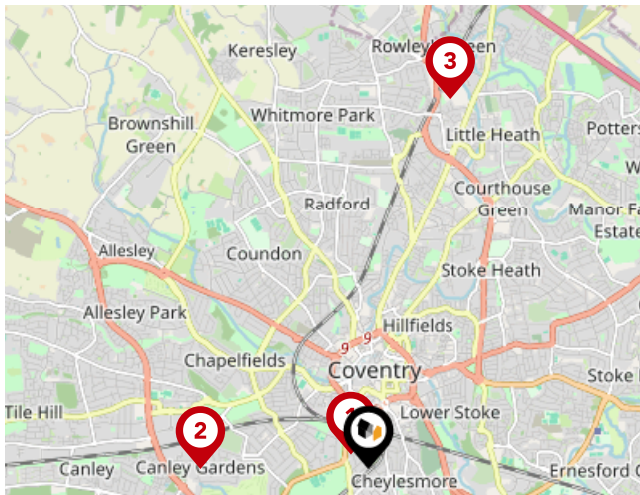 Keresley
Rowley Green
3
Whitmore Park
Brownshill
Green
Little Heath
Potters
W
Courthouse
Green
Radford
Manor Fa
Estate
Allesley
Coundon
Stoke Heath
Allesley Park
Hillfields
9
9
Chapelfields
Coventry
Stoke
Tile Hill
1
Lower Stoke
2
Canley
Canley Gardens
Cheylesmore
Ernesford G